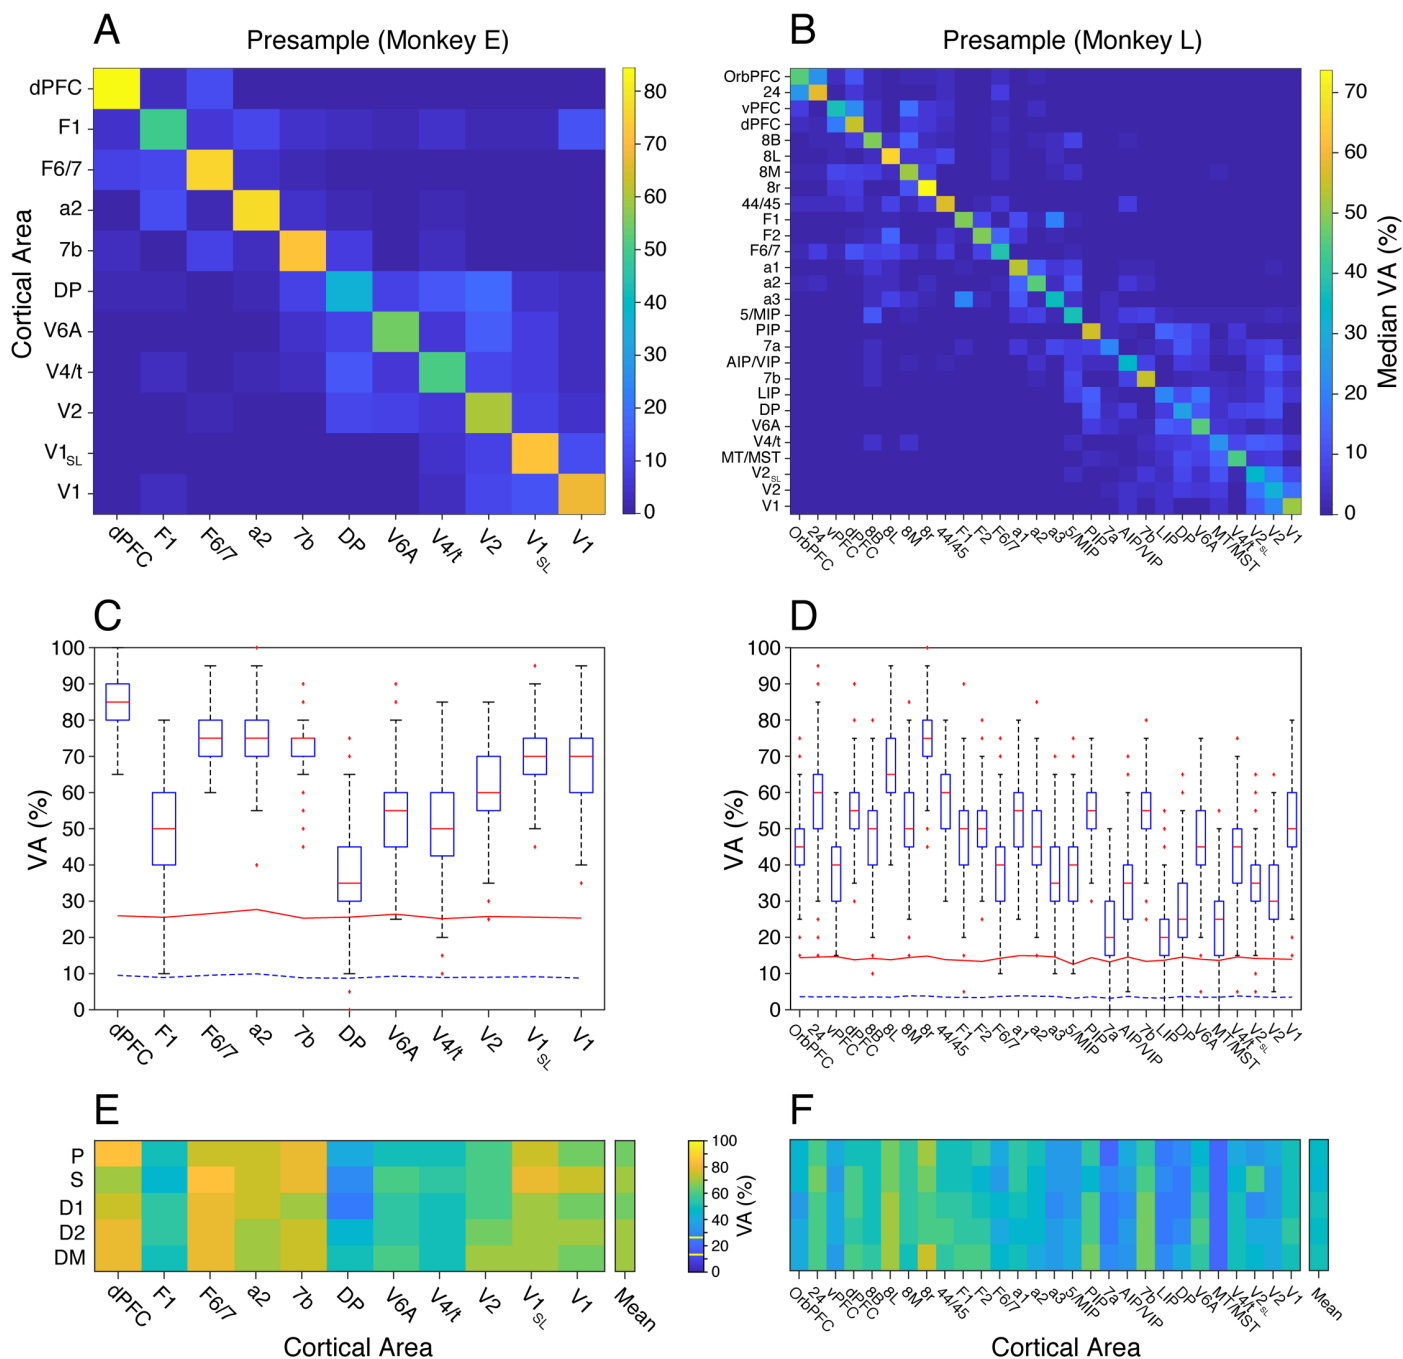 A
Presample (Monkey E)
Cortical Area
dPFC
F1
F6/7
a2
7b
DP
V6A
V4/t
V2
V1SL
V1
dPFC F1 F6/7 a2 7b DP V6A V4/t V2 V1SL V1
80
70
60
50
40
30
20
10
0
B
Presample (Monkey L)
OrbPFC
24
vPFC
dPFC
8B
8L
8M
8r
44/45
F1
F2
F6/7
a1
a2
a3
5/MIP
PIP
7a
AIP/VIP
7b
LIP
DP
V6A
V4/t
MT/MST
V2SL
V2
V1
OrbPFC 24 vPFC dPFC 8B 8L 8M 8r 44/45 F1 F2 F6/7 a1 a2 a3 5/MIP PIP 7a AIP/VIP 7b LIP DP V6A MT/MST V4/t V2SL V2 V1
70
60
50
40
30
20
10
0
Median VA (%)
C
VA (%)
100
90
80
70
60
50
40
30
20
10
0
dPFC F1 F6/7 a2 7b DP V6A V4/t V2 V1SL V1
D
VA (%)
100
90
80
70
60
50
40
30
20
10
0
OrbPFC 24 vPFC dPFC 8B 8L 8M 8r 44/45 F1 F2 F6/7 a1 a2 a3 5/MIP PIP 7a AIP/VIP 7b LIP DP V6A MT/MST V4/t V2SL V2 V1
E
P
S
D1
D2
DM
dPFC F1 F6/7 a2 7b DP V6A V4/t V2 V1SL V1 Mean
Cortical Area
100
80
60
40
20
0
VA (%)
F
OrbPFC 24 vPFC dPFC 8B 8L 8M 8r 44/45 F1 F2 F6/7 a1 a2 a3 5/MIP PIP 7a AIP/VIP 7b LIP DP V6A MT/MST V4/t V2SL V2 V1 Mean
Cortical Area